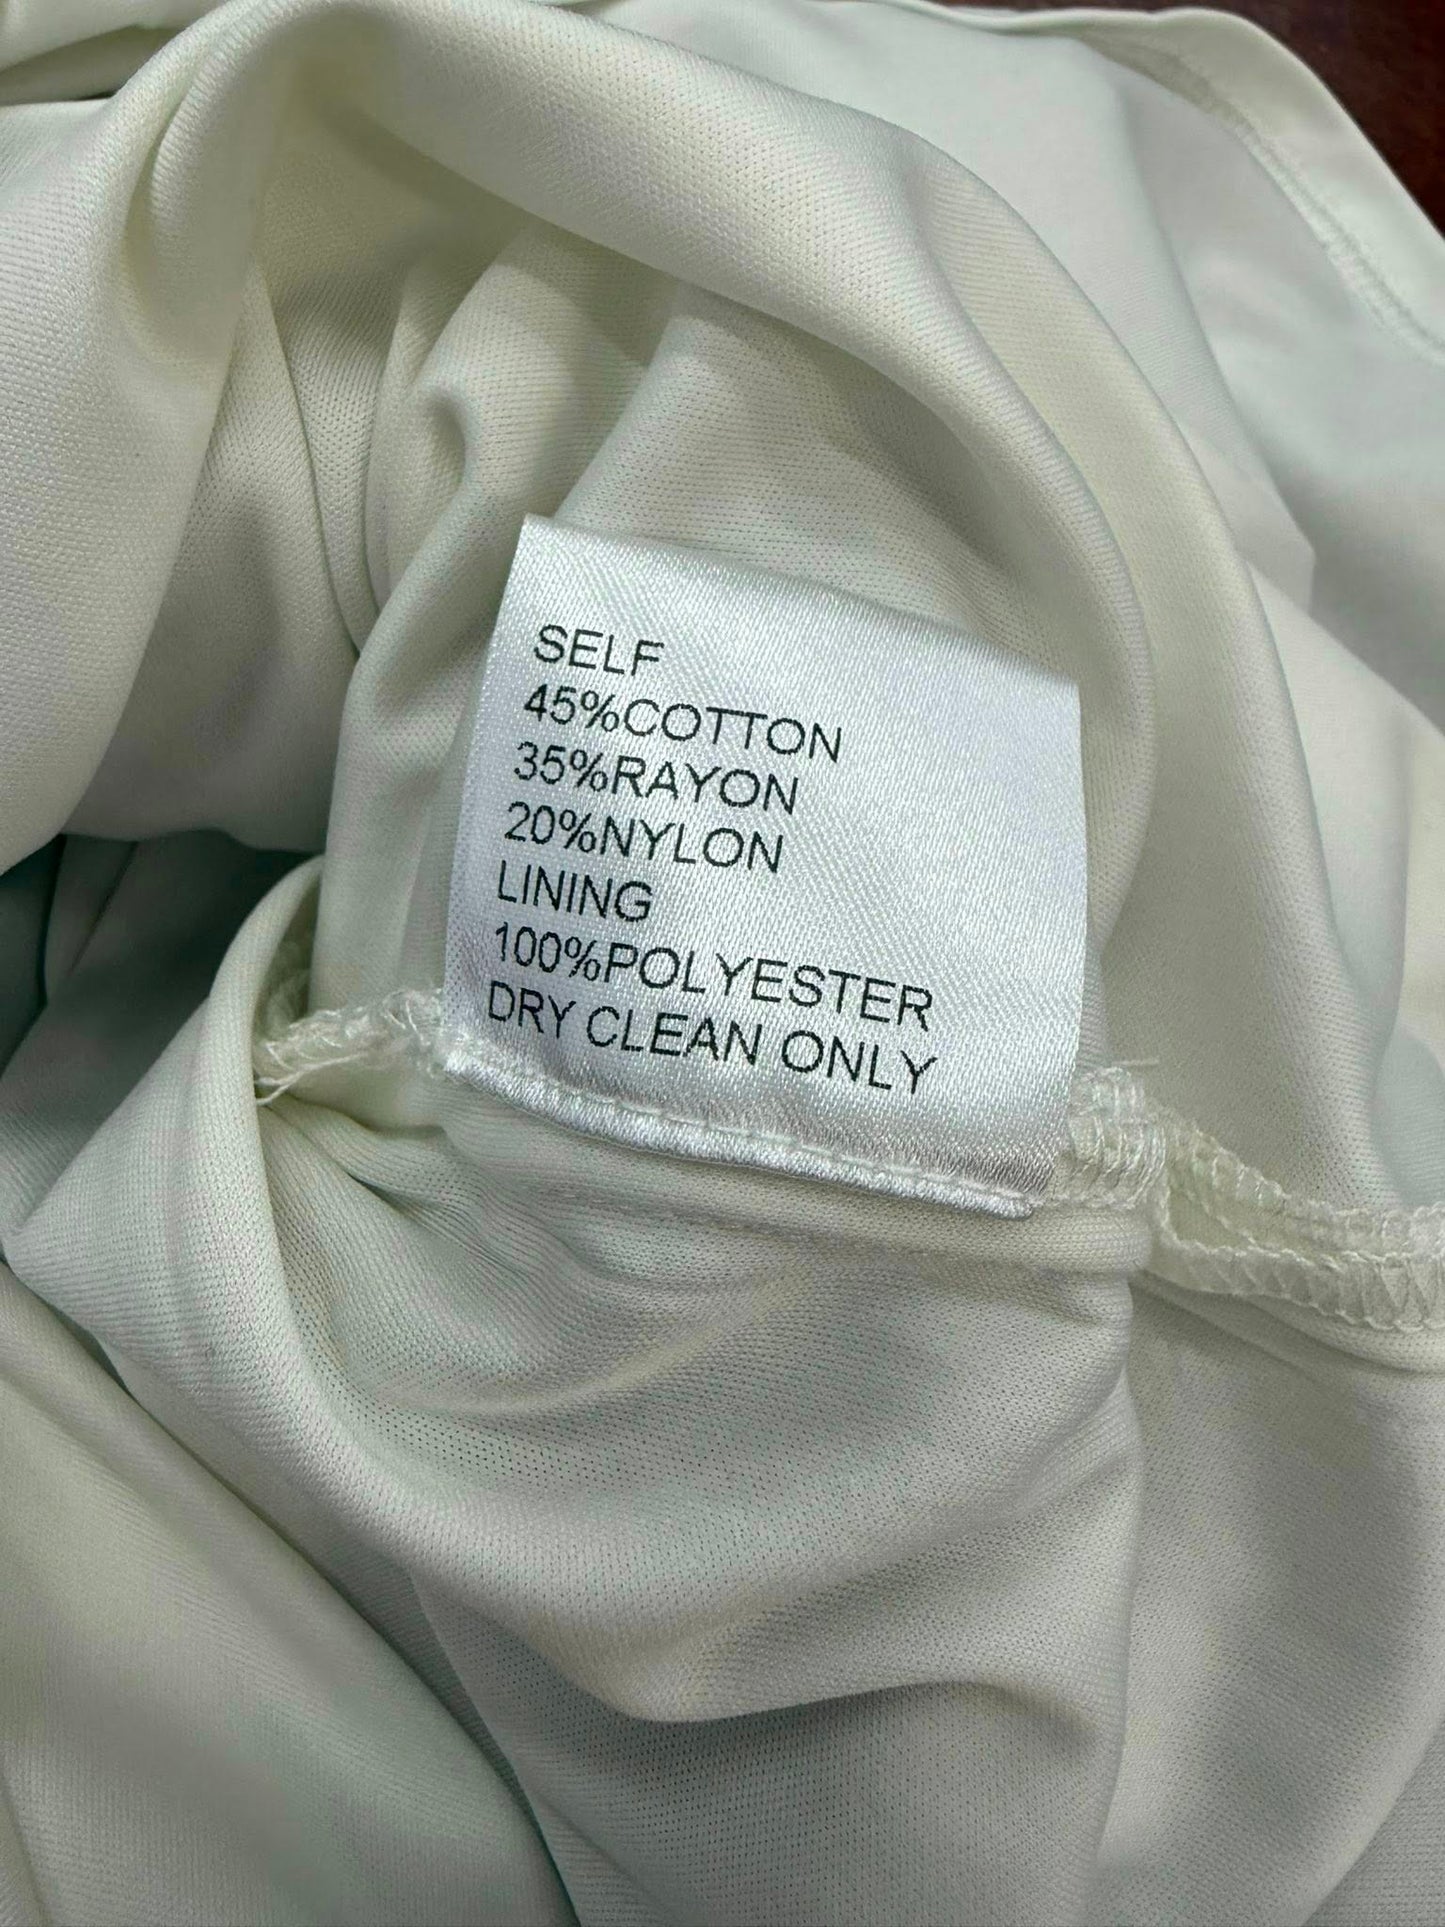 SELF
45%COTTON
35%RAYON
20%NYLON
LINING
100%POLYESTER
DRY CLEAN ONLY